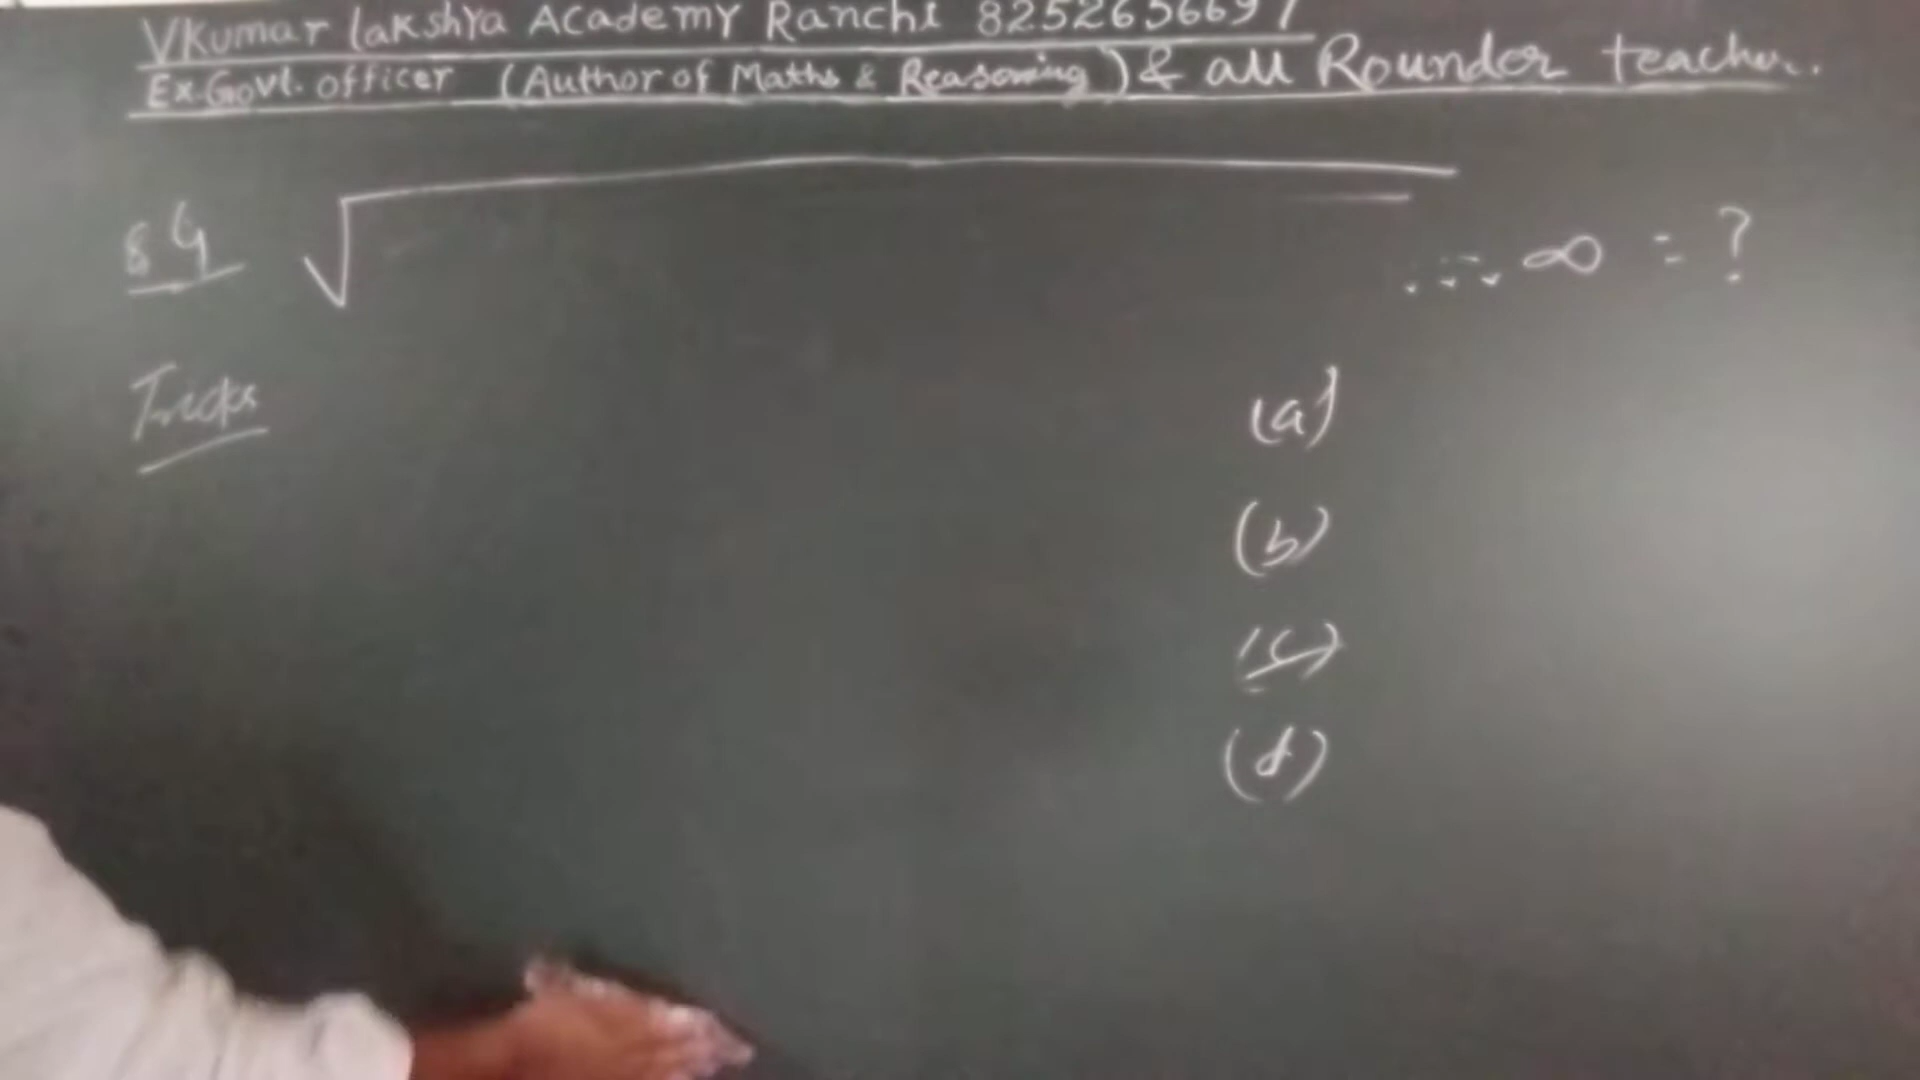 VKumar Lakshya Academy Ranchi 8252656697
Ex. Govt. officer (Author of Maths & Reasoning) & all Rounder teacher.
84 √ ..... ∞ = ?
Tricks
(a)
(b)
(c)
(d)